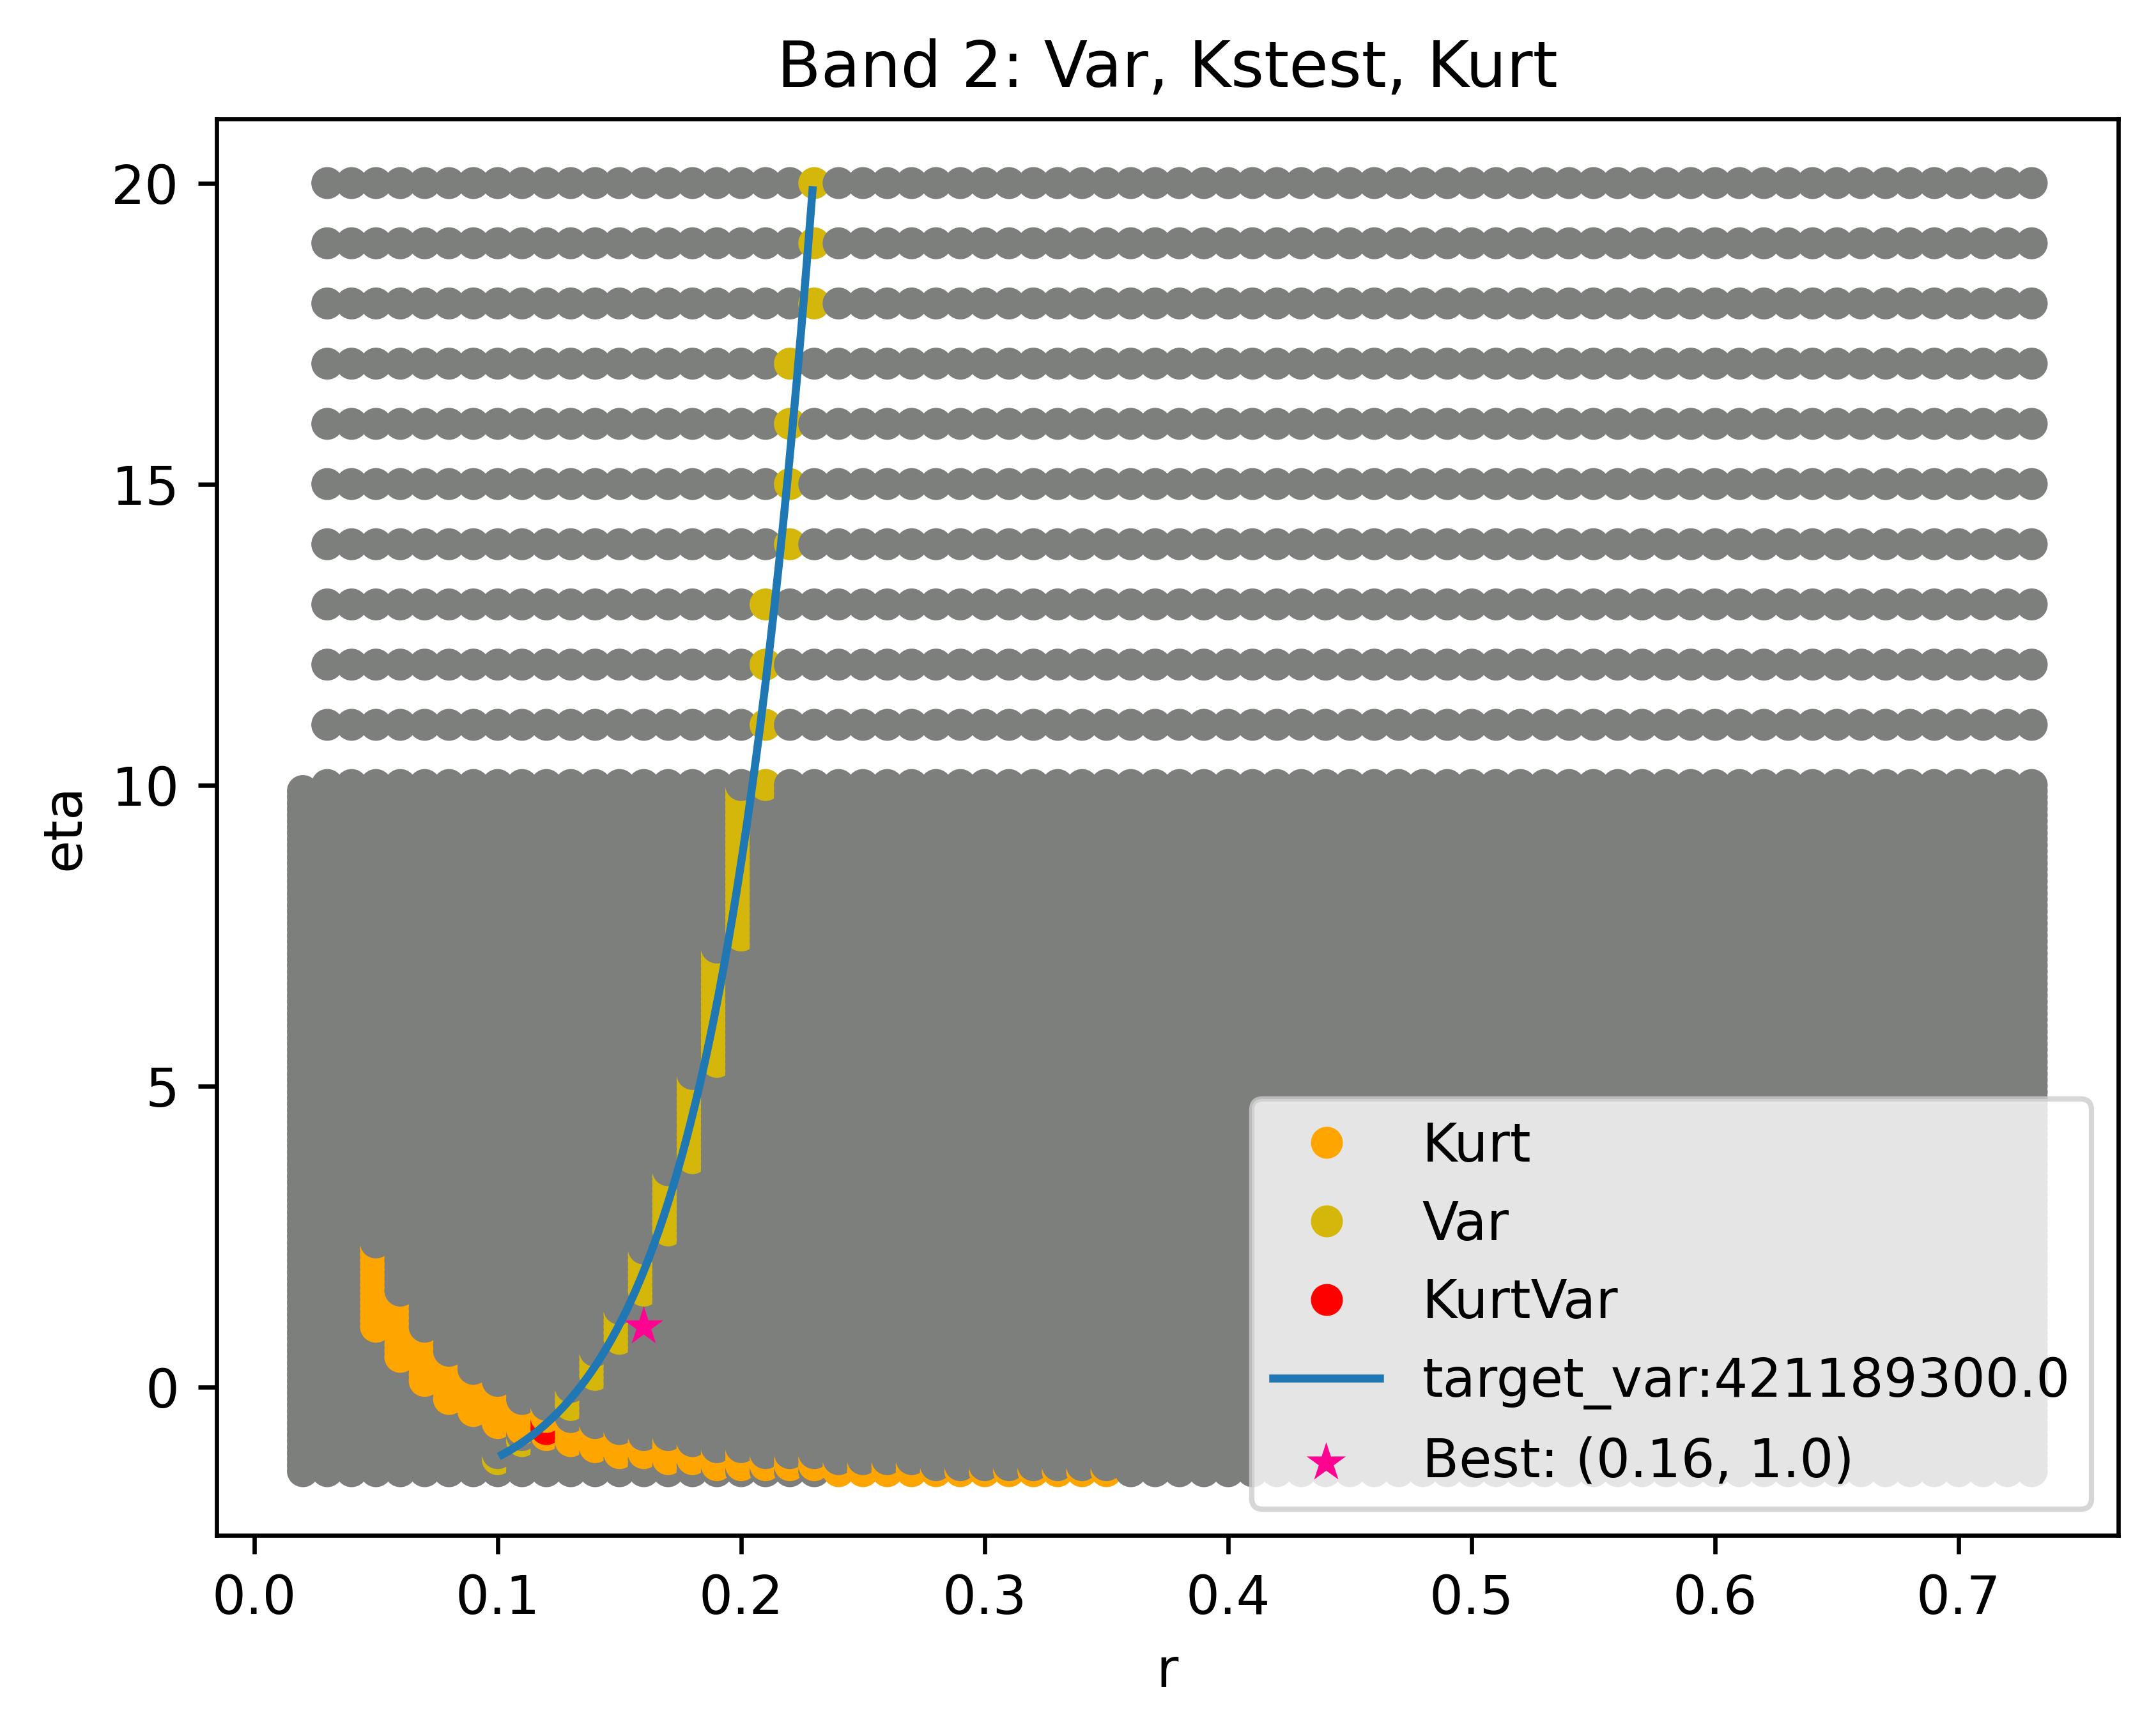 Band 2: Var, Kstest, Kurt
20
15
10
5
0
eta
Kurt
Var
KurtVar
target_var:421189300.0
Best: (0.16, 1.0)
0.0 0.1 0.2 0.3 0.4 0.5 0.6 0.7
r